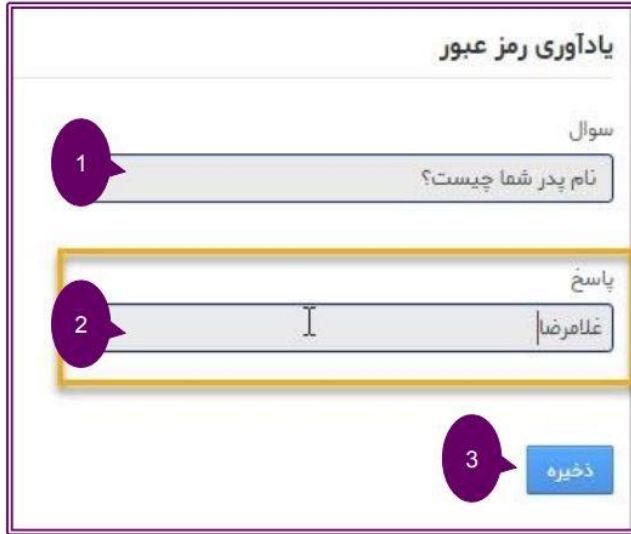 یادآوری رمز عبور
سوال
1
نام پدر شما چیست؟
پاسخ
2
غلامرضا
3
ذخیره